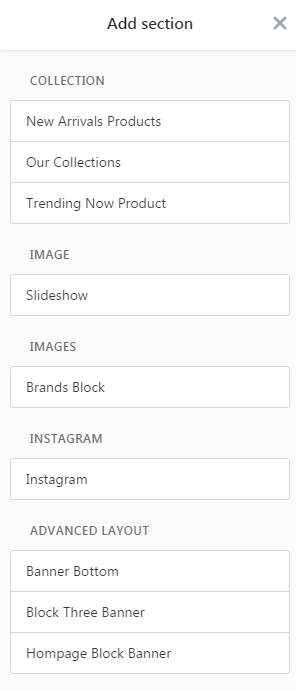 Add section
COLLECTION
New Arrivals Products
Our Collections
Trending Now Product
IMAGE
Slideshow
IMAGES
Brands Block
INSTAGRAM
Instagram
ADVANCED LAYOUT
Banner Bottom
Block Three Banner
Hompage Block Banner